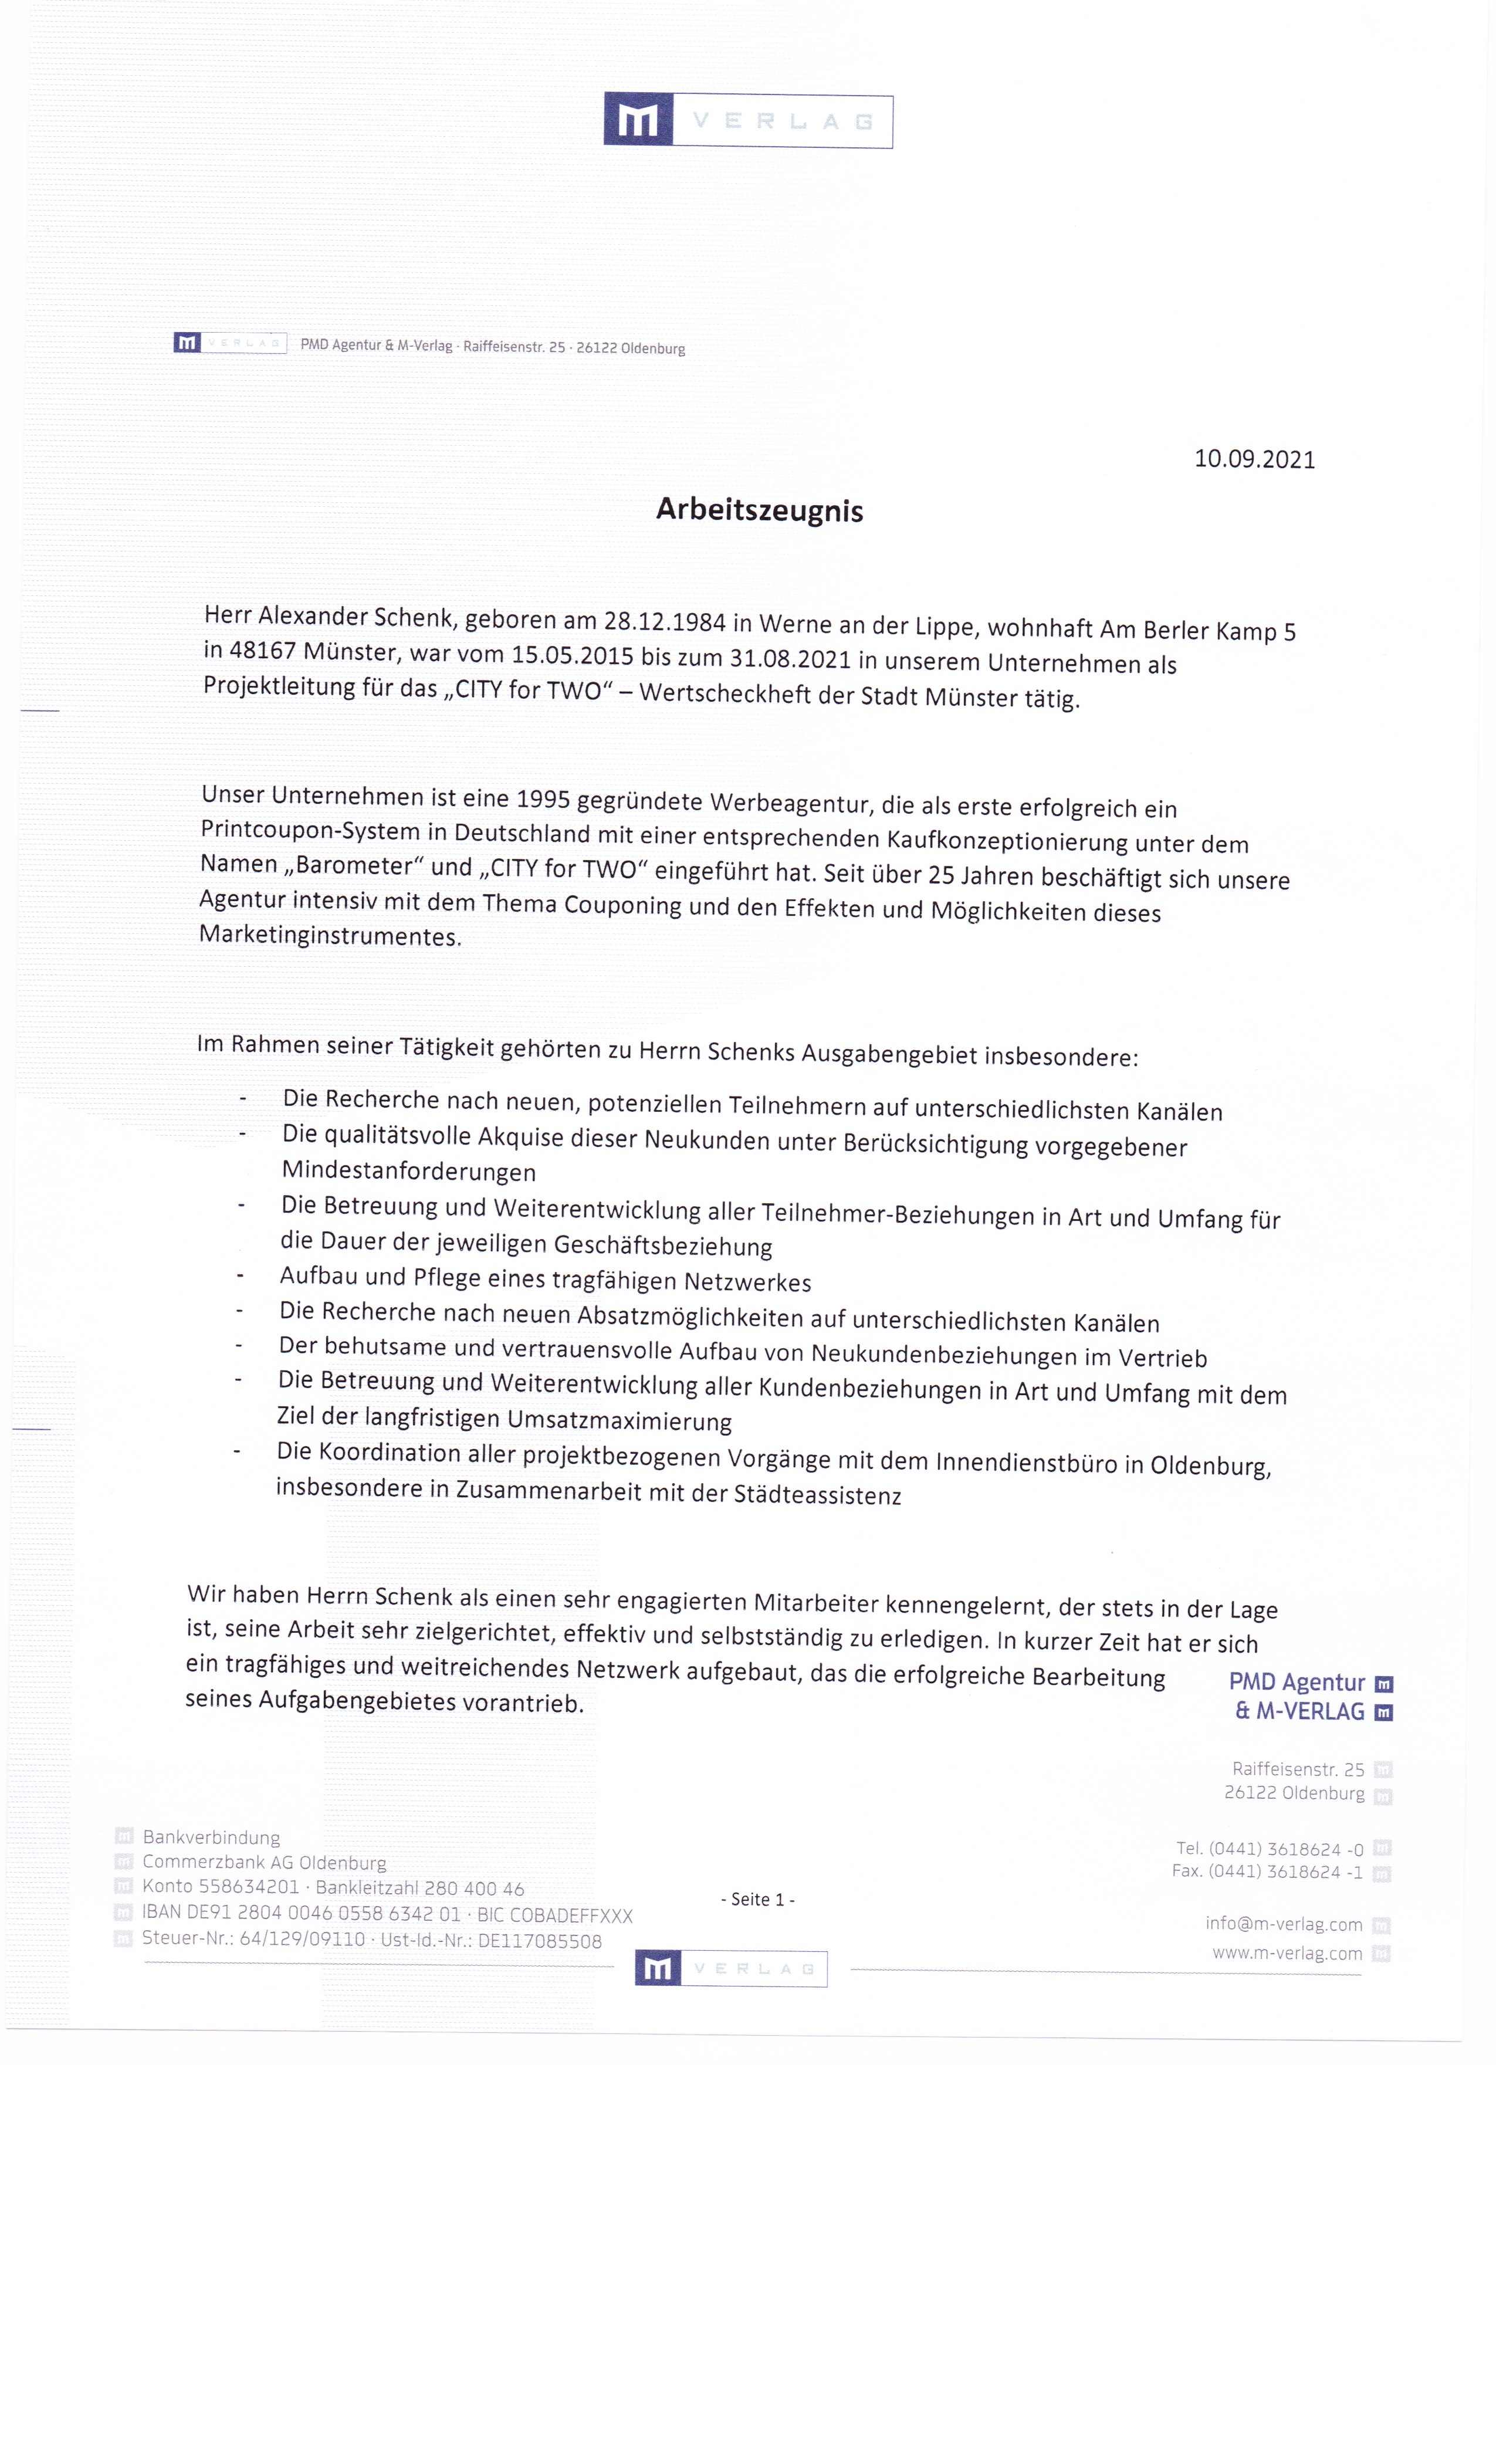 m VERLAG
m VERLAG PMD Agentur & M-Verlag · Raiffeisenstr. 25 · 26122 Oldenburg
10.09.2021
Arbeitszeugnis
Herr Alexander Schenk, geboren am 28.12.1984 in Werne an der Lippe, wohnhaft Am Berler Kamp 5
in 48167 Münster, war vom 15.05.2015 bis zum 31.08.2021 in unserem Unternehmen als
Projektleitung für das „CITY for TWO“ – Wertscheckheft der Stadt Münster tätig.
Unser Unternehmen ist eine 1995 gegründete Werbeagentur, die als erste erfolgreich ein
Printcoupon-System in Deutschland mit einer entsprechenden Kaufkonzeptionierung unter dem
Namen „Barometer“ und „CITY for TWO“ eingeführt hat. Seit über 25 Jahren beschäftigt sich unsere
Agentur intensiv mit dem Thema Couponing und den Effekten und Möglichkeiten dieses
Marketinginstrumentes.
Im Rahmen seiner Tätigkeit gehörten zu Herrn Schenks Ausgabengebiet insbesondere:
- Die Recherche nach neuen, potenziellen Teilnehmern auf unterschiedlichsten Kanälen
- Die qualitätsvolle Akquise dieser Neukunden unter Berücksichtigung vorgegebener
Mindestanforderungen
- Die Betreuung und Weiterentwicklung aller Teilnehmer-Beziehungen in Art und Umfang für
die Dauer der jeweiligen Geschäftsbeziehung
- Aufbau und Pflege eines tragfähigen Netzwerkes
- Die Recherche nach neuen Absatzmöglichkeiten auf unterschiedlichsten Kanälen
- Der behutsame und vertrauensvolle Aufbau von Neukundenbeziehungen im Vertrieb
- Die Betreuung und Weiterentwicklung aller Kundenbeziehungen in Art und Umfang mit dem
Ziel der langfristigen Umsatzmaximierung
- Die Koordination aller projektbezogenen Vorgänge mit dem Innendienstbüro in Oldenburg,
insbesondere in Zusammenarbeit mit der Städteassistenz
Wir haben Herrn Schenk als einen sehr engagierten Mitarbeiter kennengelernt, der stets in der Lage
ist, seine Arbeit sehr zielgerichtet, effektiv und selbstständig zu erledigen. In kurzer Zeit hat er sich
ein tragfähiges und weitreichendes Netzwerk aufgebaut, das die erfolgreiche Bearbeitung
seines Aufgabengebietes vorantrieb.
PMD Agentur m
& M-VERLAG m
Raiffeisenstr. 25 m
26122 Oldenburg m
Tel. (0441) 3618624 -0 m
Fax. (0441) 3618624 -1 m
info@m-verlag.com m
www.m-verlag.com m
m Bankverbindung
m Commerzbank AG Oldenburg
m Konto 558634201 · Bankleitzahl 280 400 46
m IBAN DE91 2804 0046 0558 6342 01 · BIC COBADEFFXXX
m Steuer-Nr.: 64/129/09110 · Ust-Id.-Nr.: DE117085508
- Seite 1 -
m VERLAG